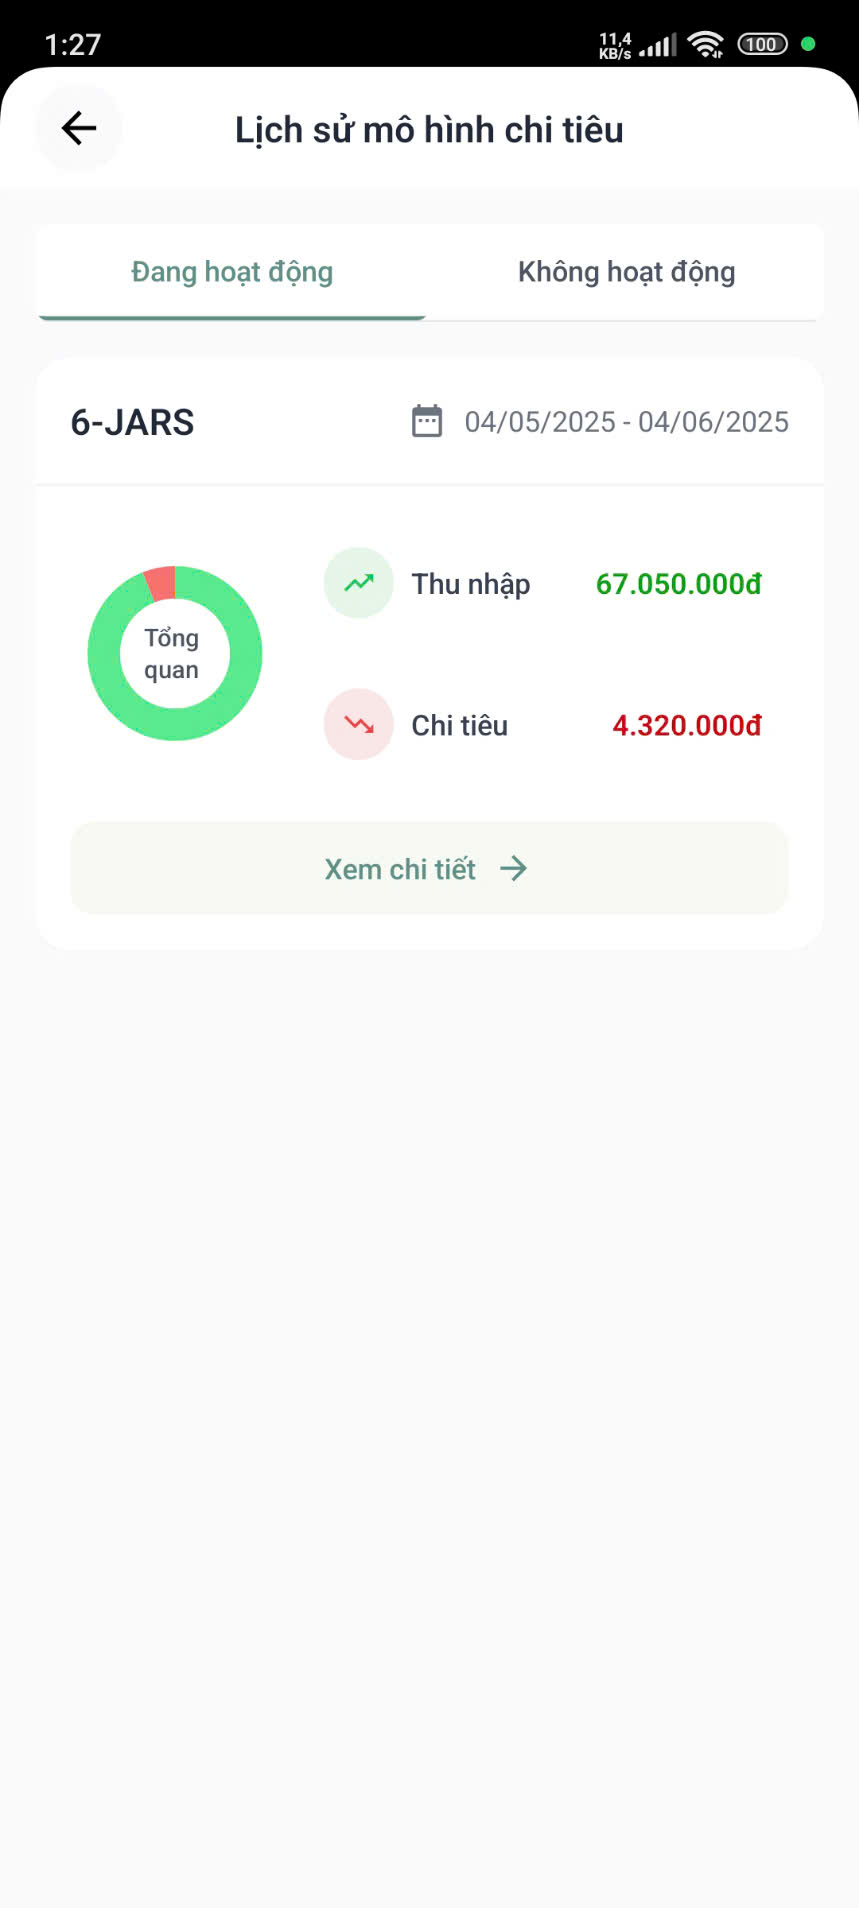 1:27
11,4
KB/s
100
Lịch sử mô hình chi tiêu
Đang hoạt động
Không hoạt động
6-JARS
04/05/2025 - 04/06/2025
Tổng
quan
Thu nhập
67.050.000đ
Chi tiêu
4.320.000đ
Xem chi tiết